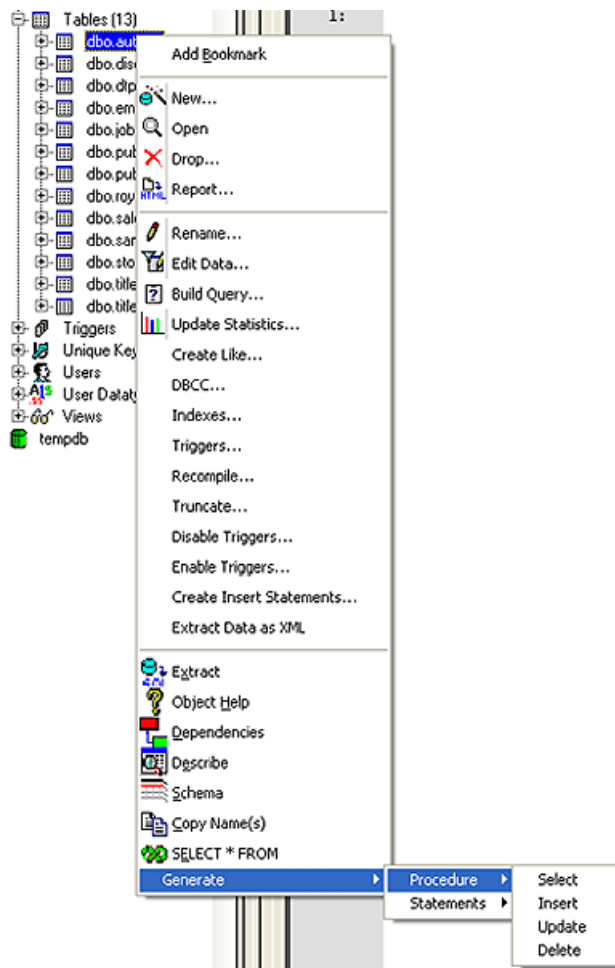 1:
Tables (13)
dbo.au
dbo.dis
dbo.dtp
dbo.em
dbo.job
dbo.pub
dbo.pub
dbo.roy
dbo.sal
dbo.sar
dbo.sto
dbo.title
dbo.title
Triggers
Unique Key
Users
User Datat
Views
tempdb
Add Bookmark
New...
Open
Drop...
Report...
Rename...
Edit Data...
Build Query...
Update Statistics...
Create Like...
DBCC...
Indexes...
Triggers...
Recompile...
Truncate...
Disable Triggers...
Enable Triggers...
Create Insert Statements...
Extract Data as XML
Extract
Object Help
Dependencies
Describe
Schema
Copy Name(s)
SELECT * FROM
Generate
Procedure
Statements
Select
Insert
Update
Delete